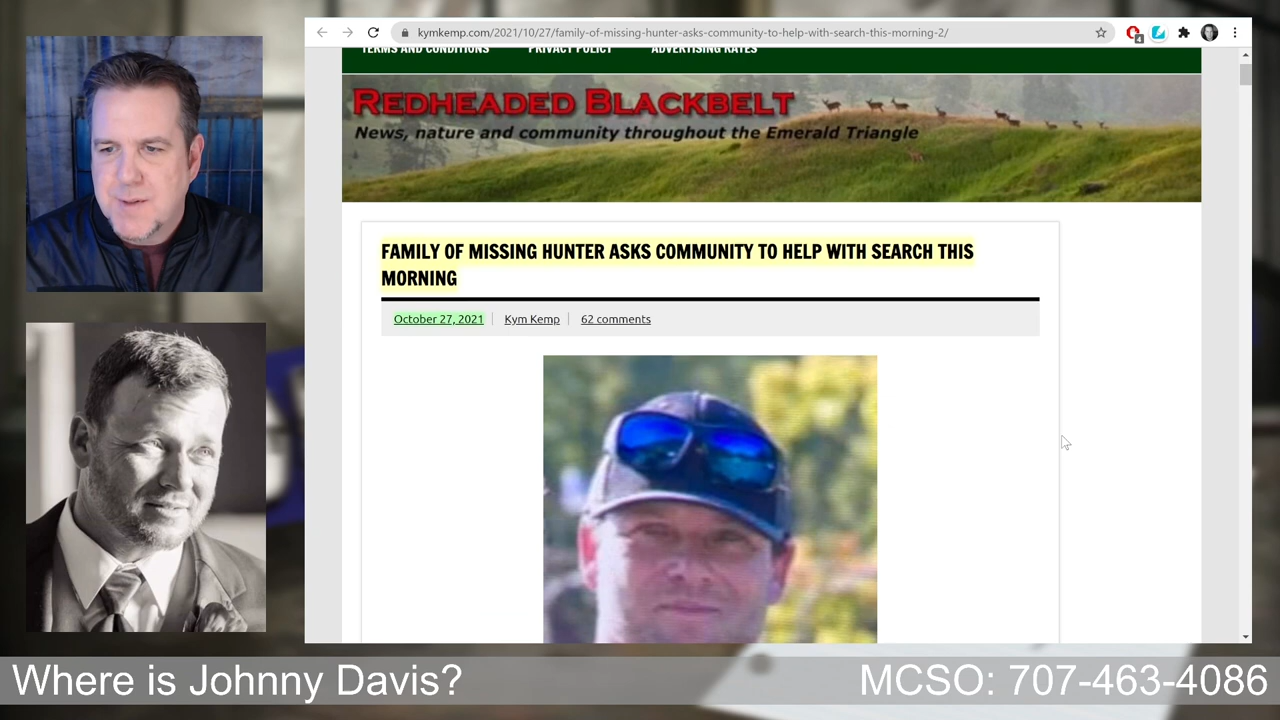 kymkemp.com/2021/10/27/family-of-missing-hunter-asks-community-to-help-with-search-this-morning-2/
4
TERMS AND CONDITIONS PRIVACY POLICY ADVERTISING RATES
REDHEADED BLACKBELT
News, nature and community throughout the Emerald Triangle
FAMILY OF MISSING HUNTER ASKS COMMUNITY TO HELP WITH SEARCH THIS
MORNING
October 27, 2021 Kym Kemp 62 comments
Where is Johnny Davis? MCSO: 707-463-4086